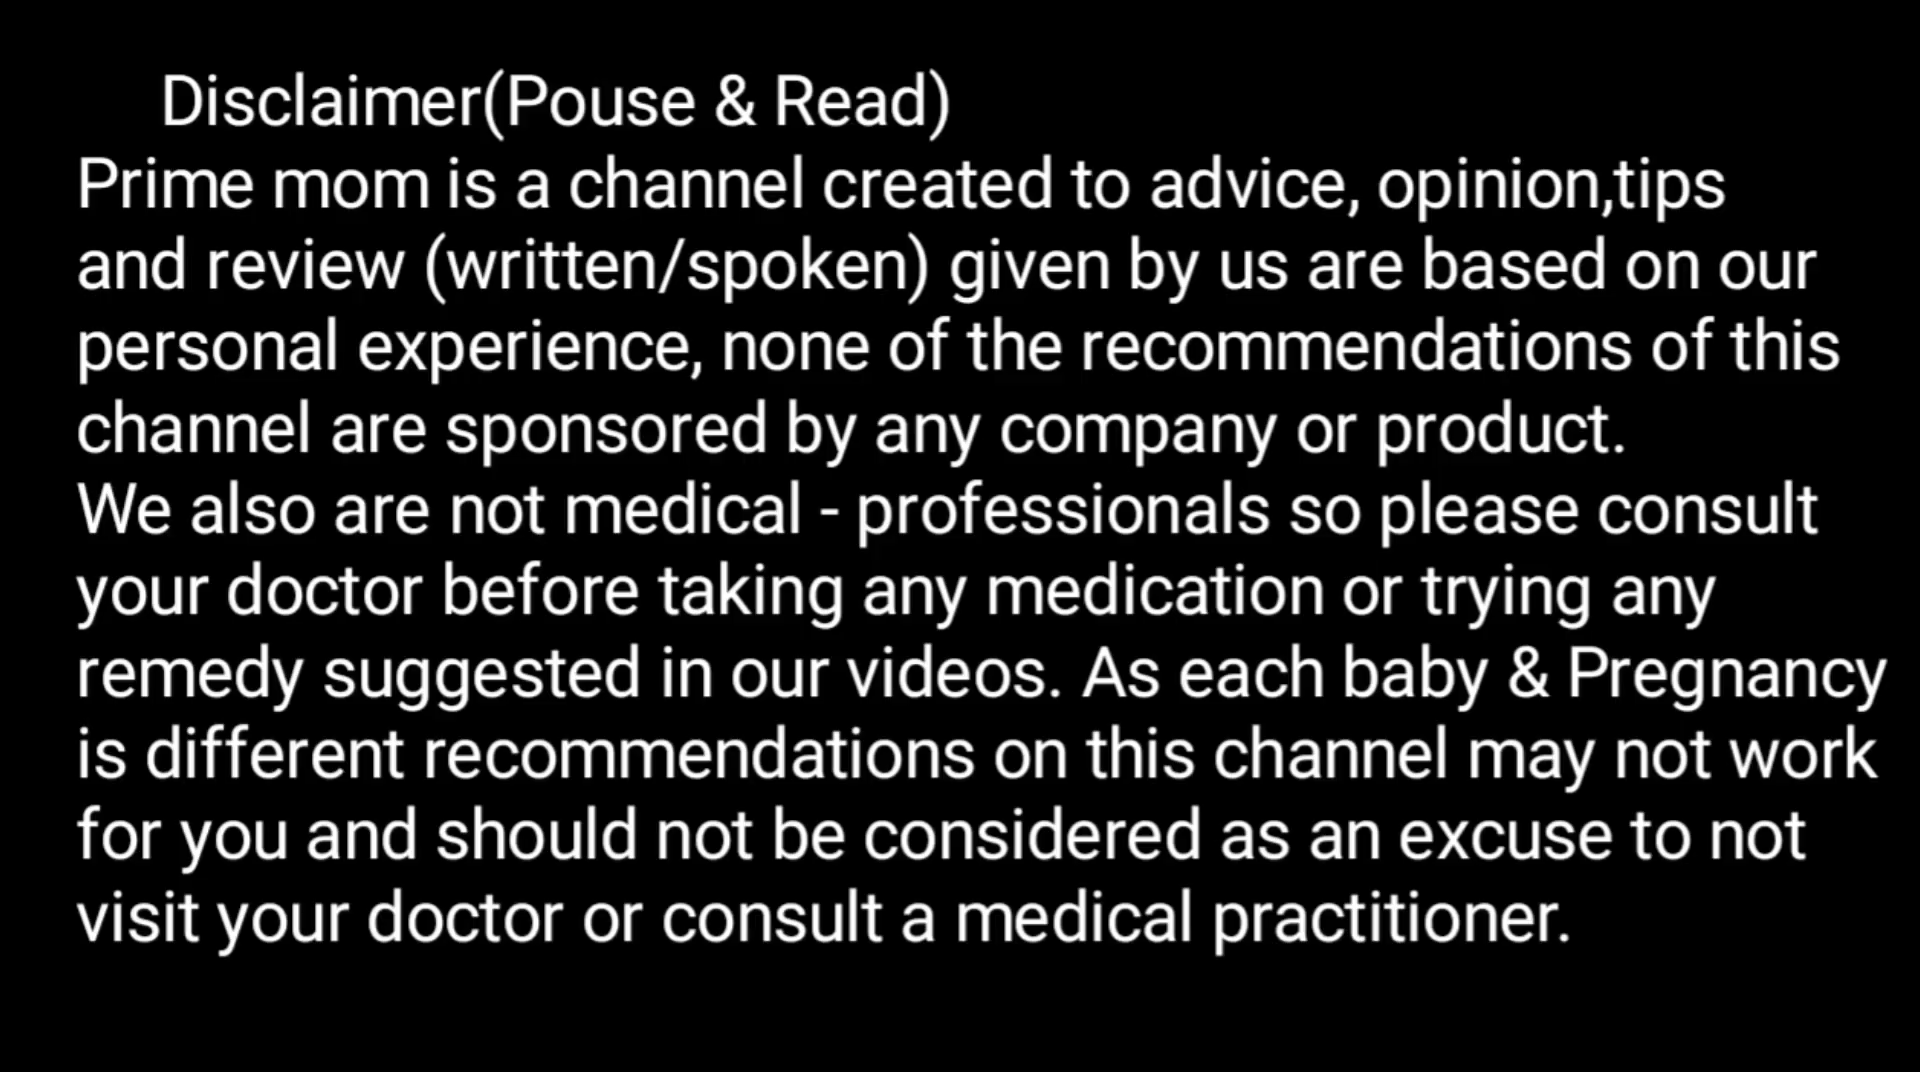 Disclaimer(Pouse & Read)
Prime mom is a channel created to advice, opinion,tips
and review (written/spoken) given by us are based on our
personal experience, none of the recommendations of this
channel are sponsored by any company or product.
We also are not medical - professionals so please consult
your doctor before taking any medication or trying any
remedy suggested in our videos. As each baby & Pregnancy
is different recommendations on this channel may not work
for you and should not be considered as an excuse to not
visit your doctor or consult a medical practitioner.